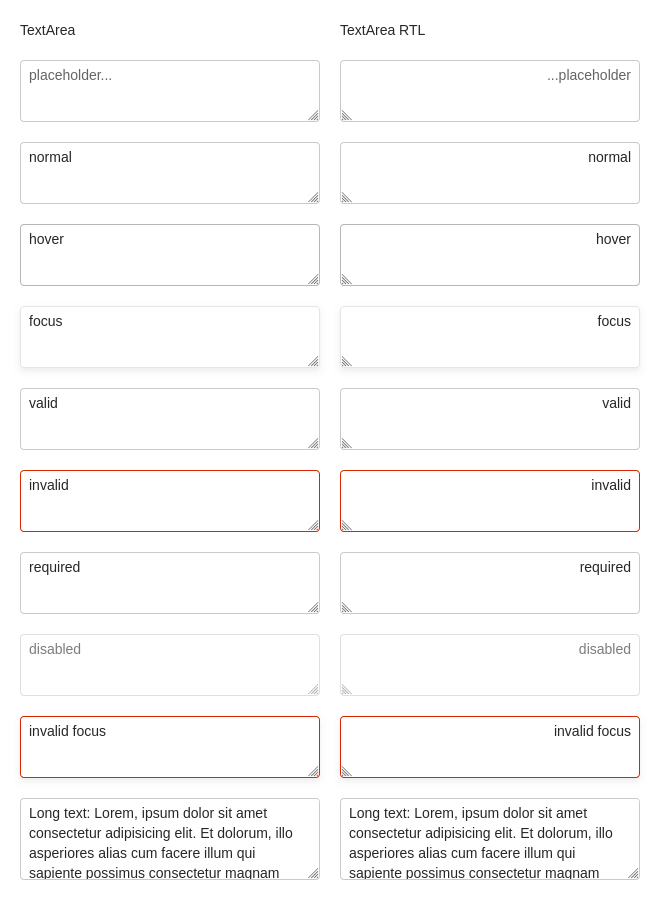 TextArea
TextArea RTL
placeholder...
...placeholder
normal
normal
hover
hover
focus
focus
valid
valid
invalid
invalid
required
required
disabled
disabled
invalid focus
invalid focus
Long text: Lorem, ipsum dolor sit amet
consectetur adipisicing elit. Et dolorum, illo
asperiores alias cum facere illum qui
sapiente possimus consectetur magnam
Long text: Lorem, ipsum dolor sit amet
consectetur adipisicing elit. Et dolorum, illo
asperiores alias cum facere illum qui
sapiente possimus consectetur magnam